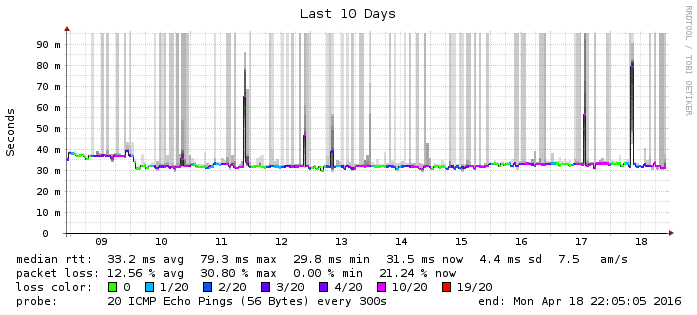 Last 10 Days
RRDTOOL / TOBI OETIKER
Seconds
90 m
80 m
70 m
60 m
50 m
40 m
30 m
20 m
10 m
0
09 10 11 12 13 14 15 16 17 18
median rtt: 33.2 ms avg 79.3 ms max 29.8 ms min 31.5 ms now 4.4 ms sd 7.5 am/s
packet loss: 12.56 % avg 30.80 % max 0.00 % min 21.24 % now
loss color: 0 1/20 2/20 3/20 4/20 10/20 19/20
probe: 20 ICMP Echo Pings (56 Bytes) every 300s end: Mon Apr 18 22:05:05 2016